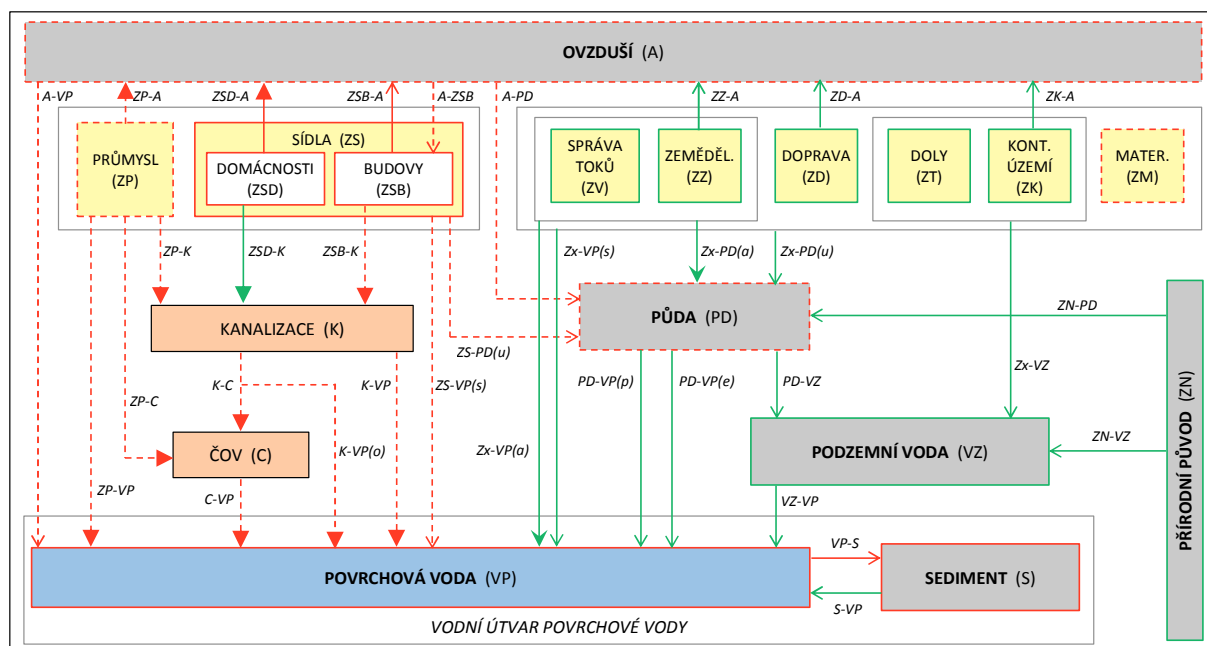 OVZDUŠÍ (A)
A-VP
ZP-A
ZSD-A
ZSB-A
A-ZSB
A-PD
ZZ-A
ZD-A
ZK-A
PRŮMYSL
(ZP)
SÍDLA (ZS)
DOMÁCNOSTI
(ZSD)
BUDOVY
(ZSB)
SPRÁVA
TOKŮ
(ZV)
ZEMĚDĚL.
(ZZ)
DOPRAVA
(ZD)
DOLY
(ZT)
KONT.
ÚZEMÍ
(ZK)
MATER.
(ZM)
ZP-K
ZSD-K
ZSB-K
Zx-VP(s)
Zx-PD(a)
Zx-PD(u)
KANALIZACE (K)
PŮDA (PD)
ZN-PD
ZS-PD(u)
ZP-C
K-C
K-VP
ZS-VP(s)
PD-VP(p)
PD-VP(e)
PD-VZ
Zx-VZ
ČOV (C)
K-VP(o)
Zx-VP(a)
PODZEMNÍ VODA (VZ)
ZN-VZ
PŘÍRODNÍ PŮVOD (ZN)
ZP-VP
C-VP
VZ-VP
POVRCHOVÁ VODA (VP)
VP-S
SEDIMENT (S)
S-VP
VODNÍ ÚTVAR POVRCHOVÉ VODY